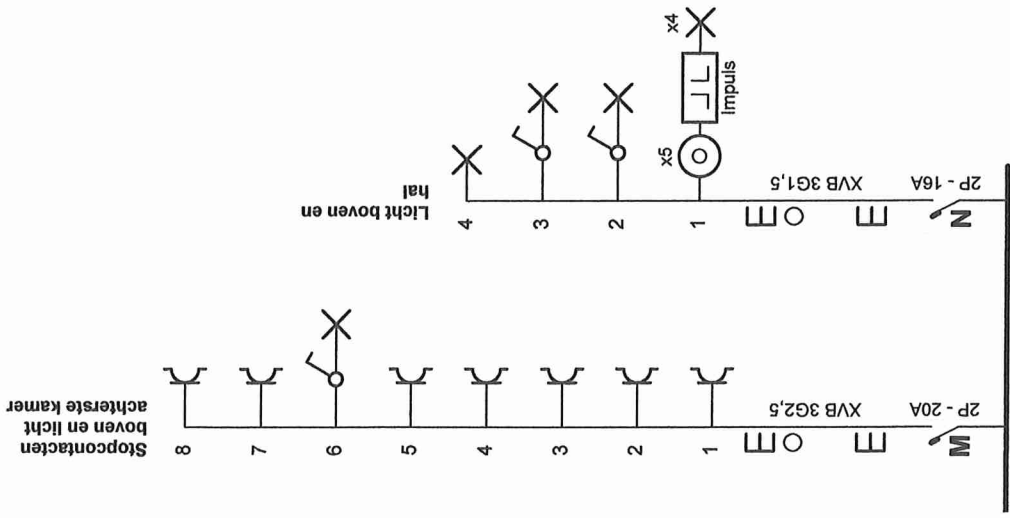 Stopcontacten
boven en licht
achterste kamer
8
7
6
5
4
3
2
1
XVB 3G2,5
2P - 20A
M
Licht boven en
hal
4
3
2
1
x5
Impuls
x4
XVB 3G1,5
2P - 16A
N